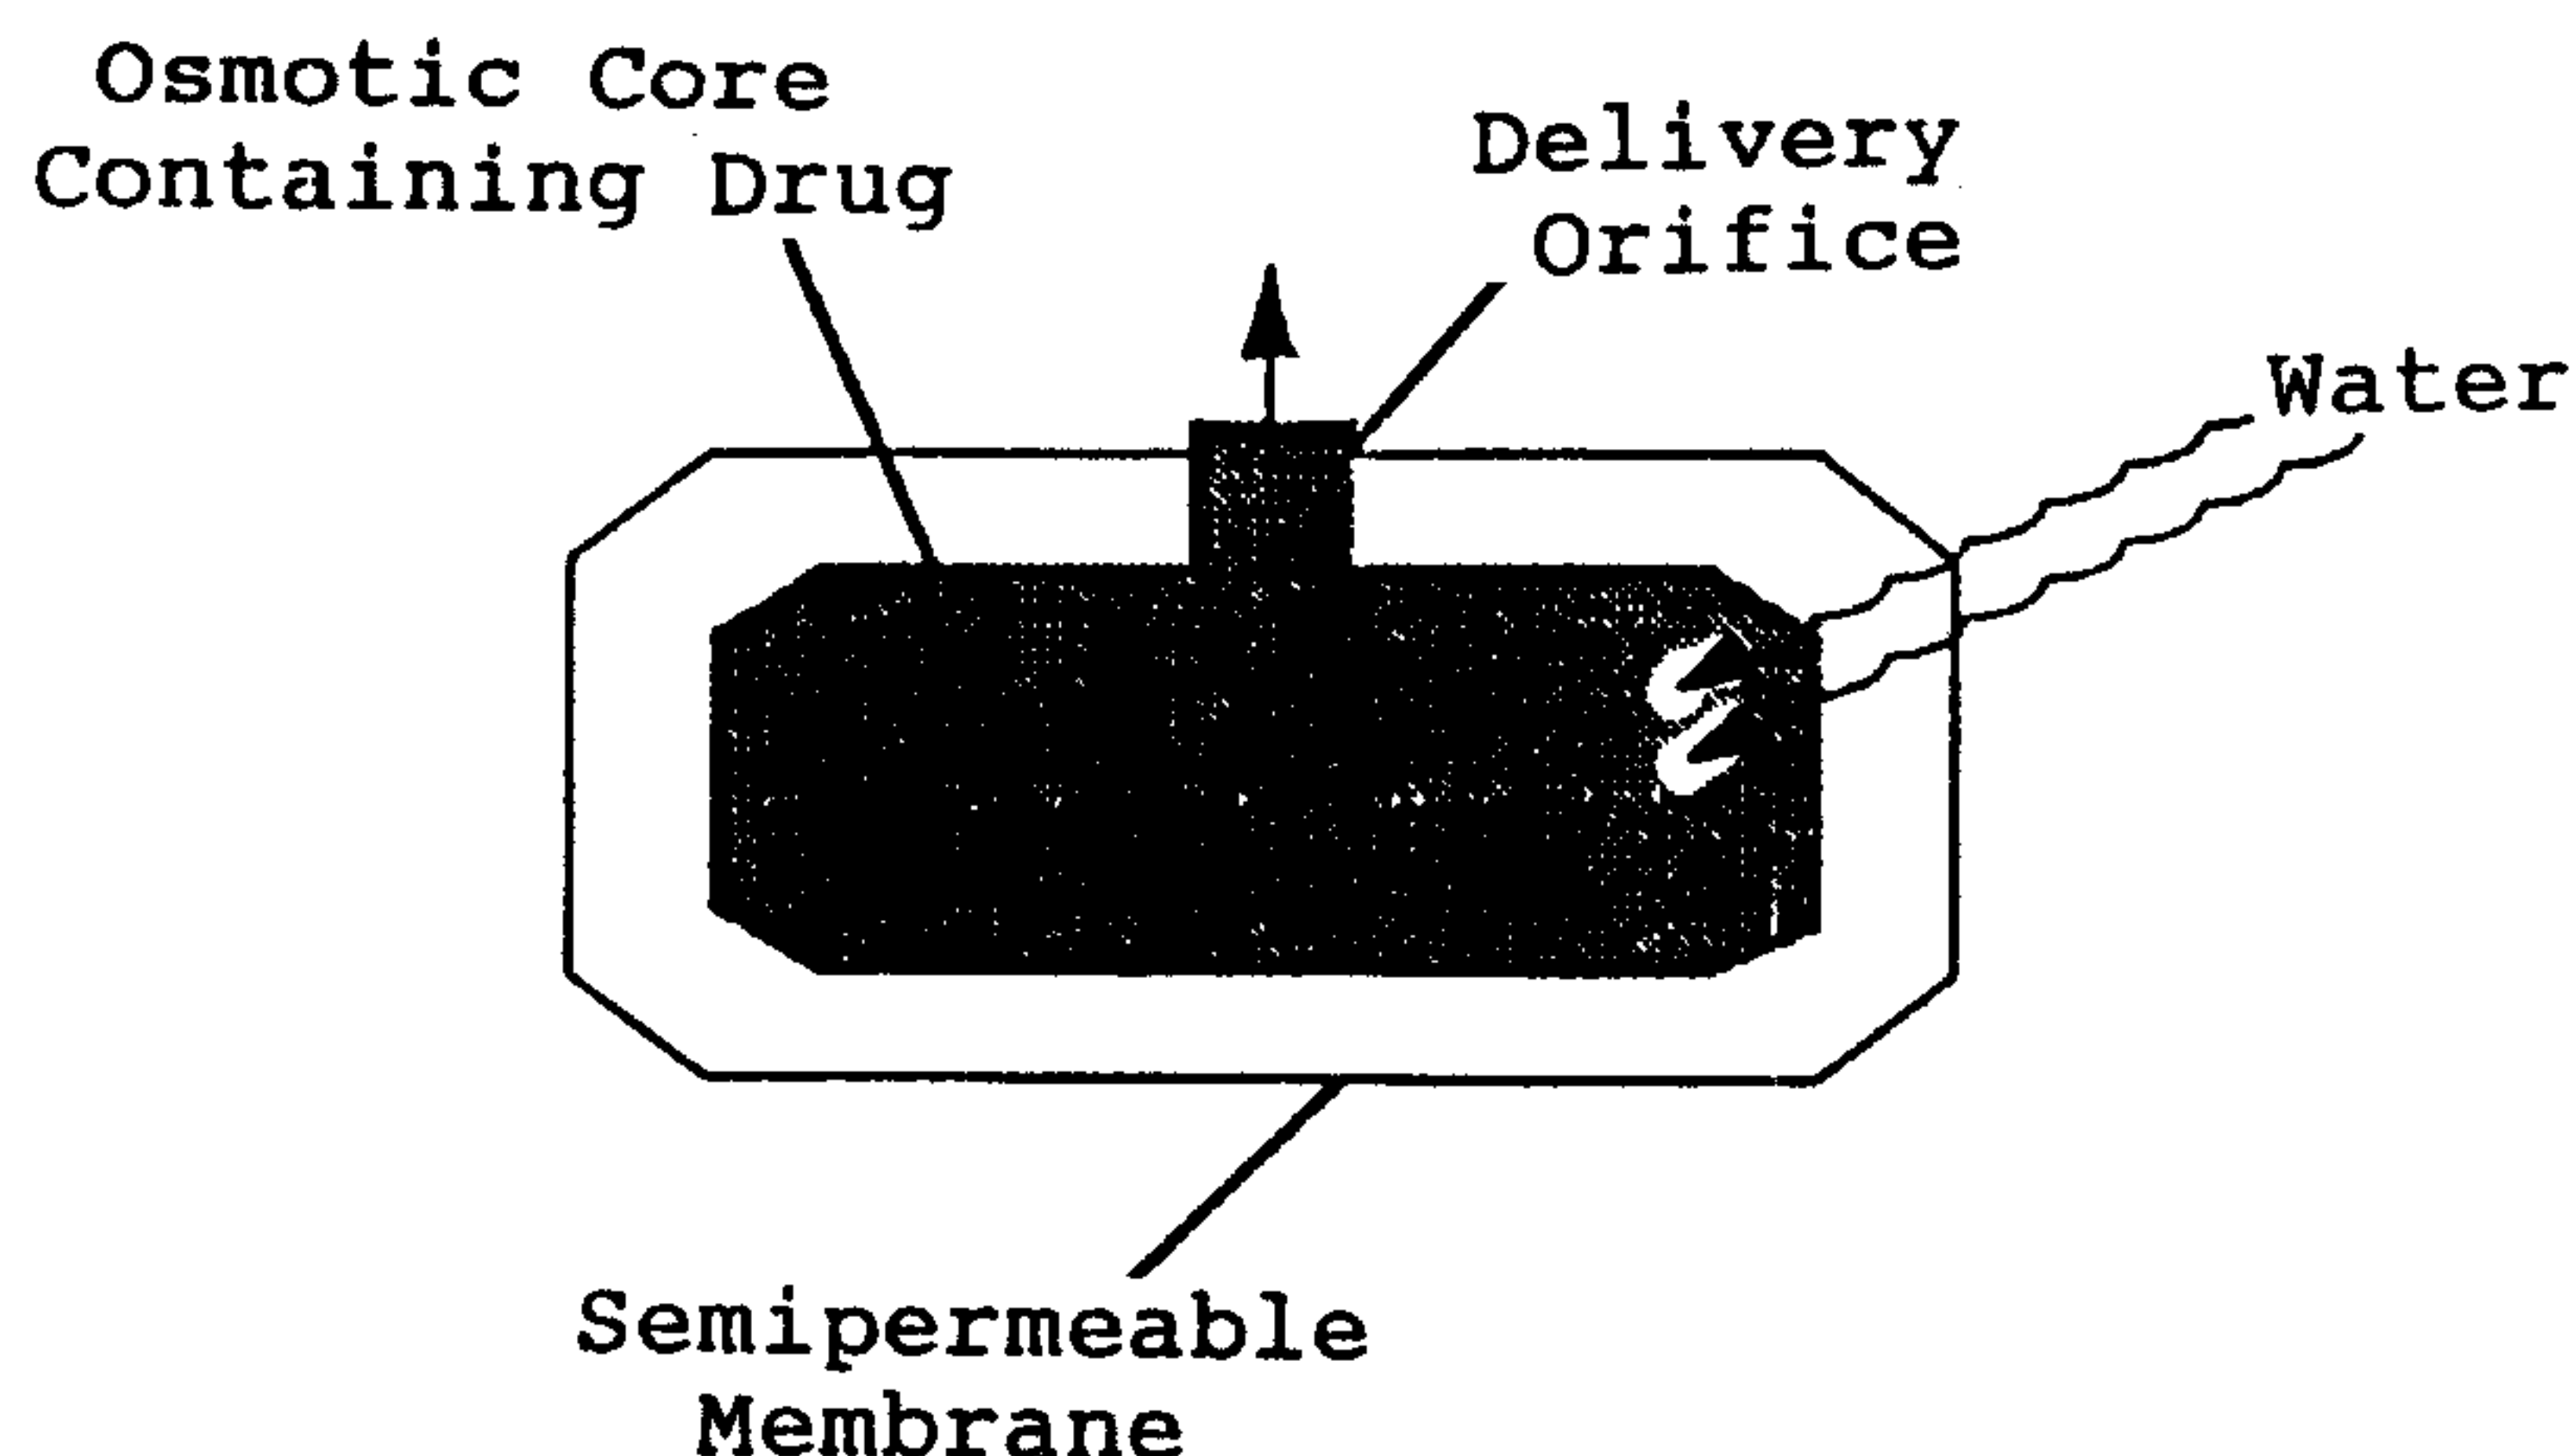 Osmotic Core
Containing Drug
Delivery
Orifice
Water
Semipermeable
Membrane